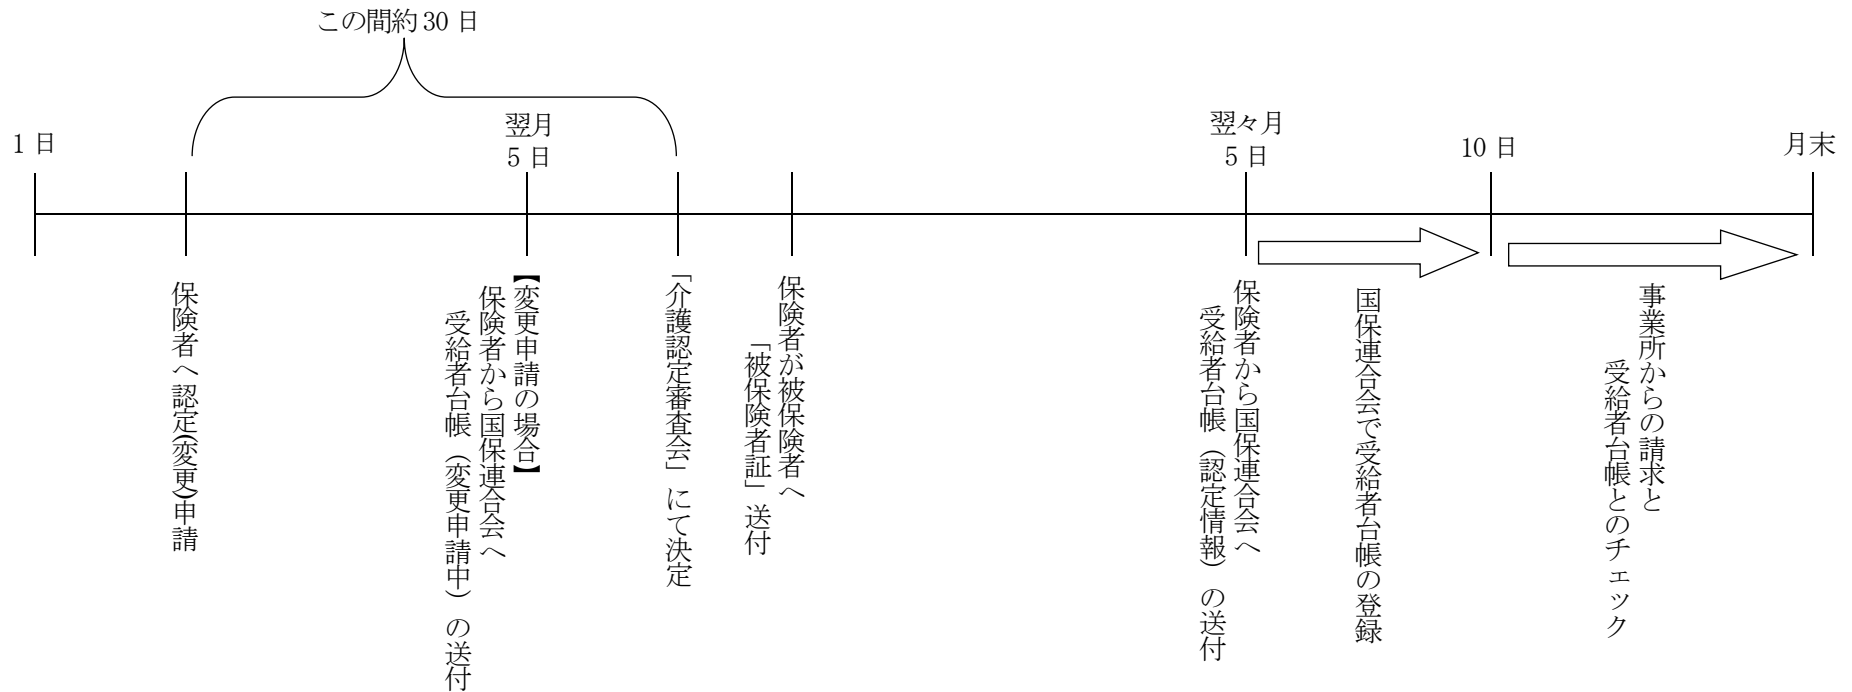 この間約30日
1日
翌月
5日
翌々月
5日
10日
月末
保険者へ認定(変更)申請
【変更申請の場合】
保険者から国保連合会へ
受給者台帳（変更申請中）の送付
「介護認定審査会」にて決定
保険者が被保険者へ
「被保険者証」送付
保険者から国保連合会へ
受給者台帳（認定情報）の送付
国保連合会で受給者台帳の登録
事業所からの請求と
受給者台帳とのチェック